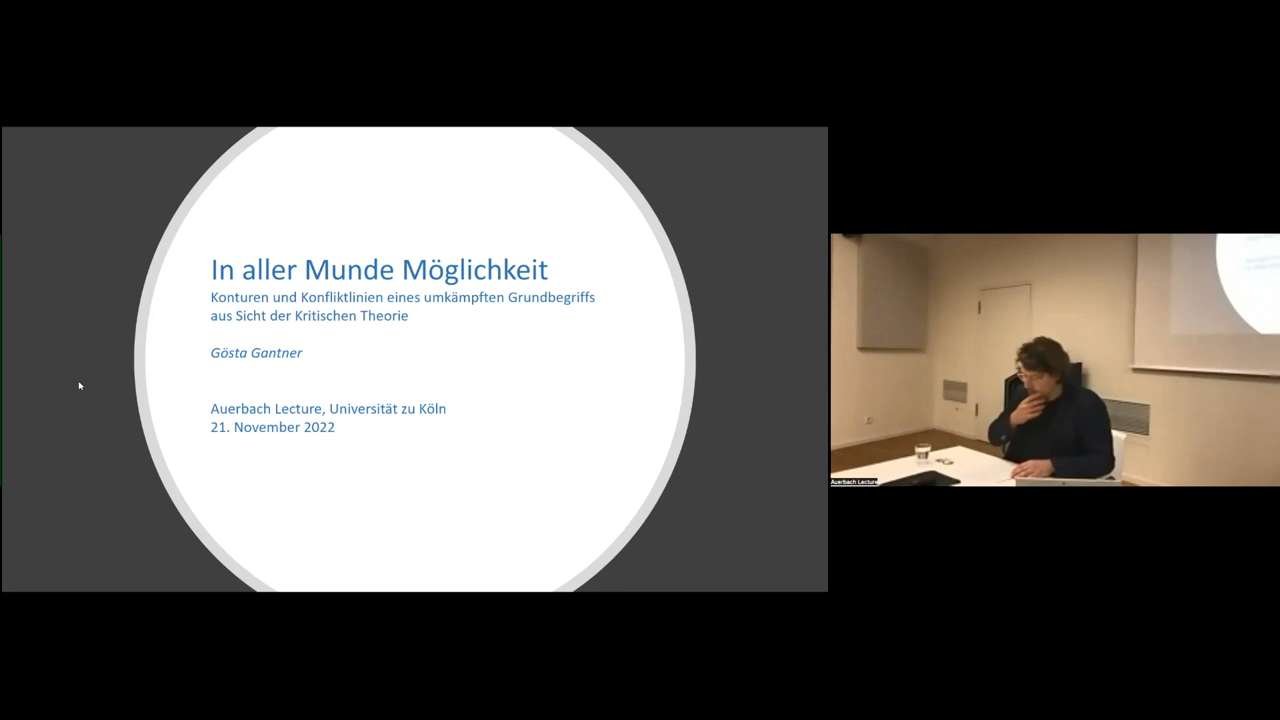 In aller Munde Möglichkeit
Konturen und Konfliktlinien eines umkämpften Grundbegriffs
aus Sicht der Kritischen Theorie
Gösta Gantner
Auerbach Lecture, Universität zu Köln
21. November 2022
Auerbach Lecture